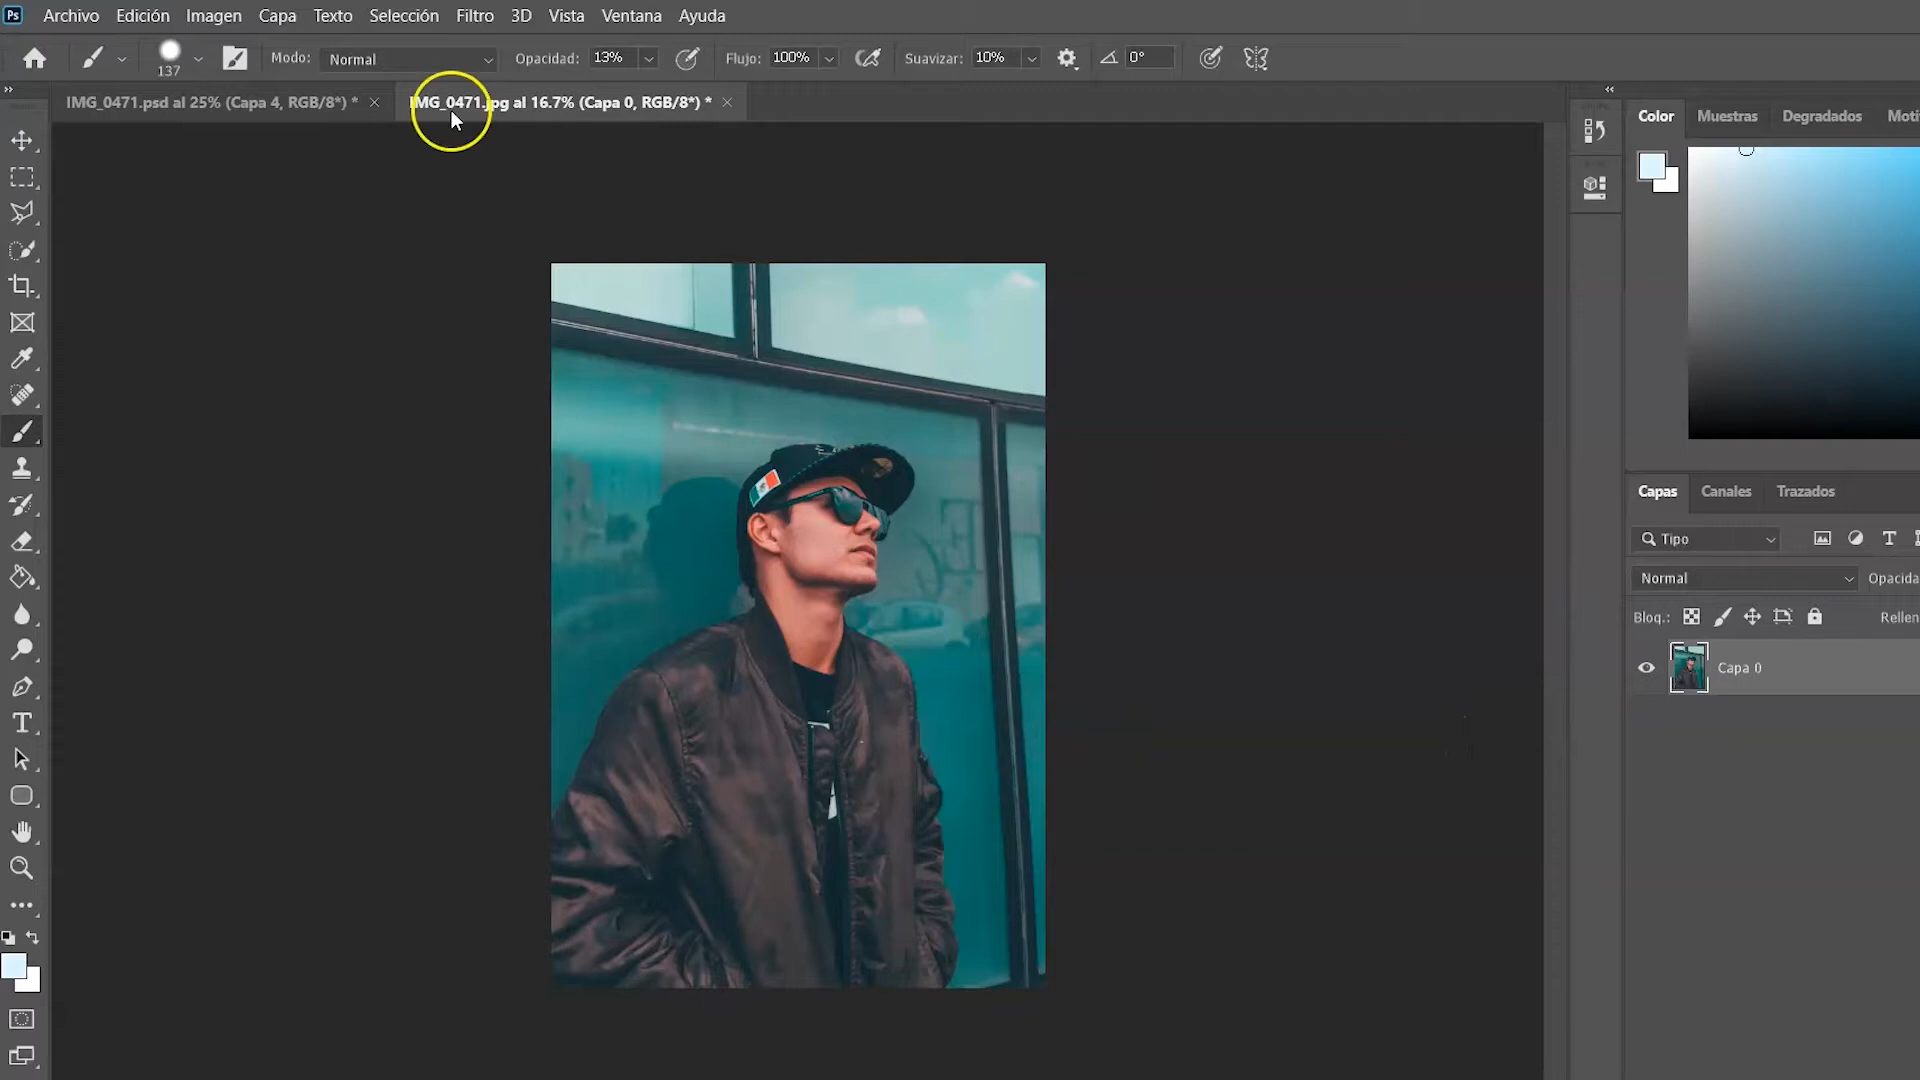 Ps Archivo Edición Imagen Capa Texto Selección Filtro 3D Vista Ventana Ayuda
137 Modo: Normal Opacidad: 13% Flujo: 100% Suavizar: 10% 0°
IMG_0471.psd al 25% (Capa 4, RGB/8*) * IMG_0471.jpg al 16.7% (Capa 0, RGB/8*) *
Color Muestras Degradados Moti
Capas Canales Trazados
Tipo
Normal Opacida
Bloq.: Rellen
Capa 0